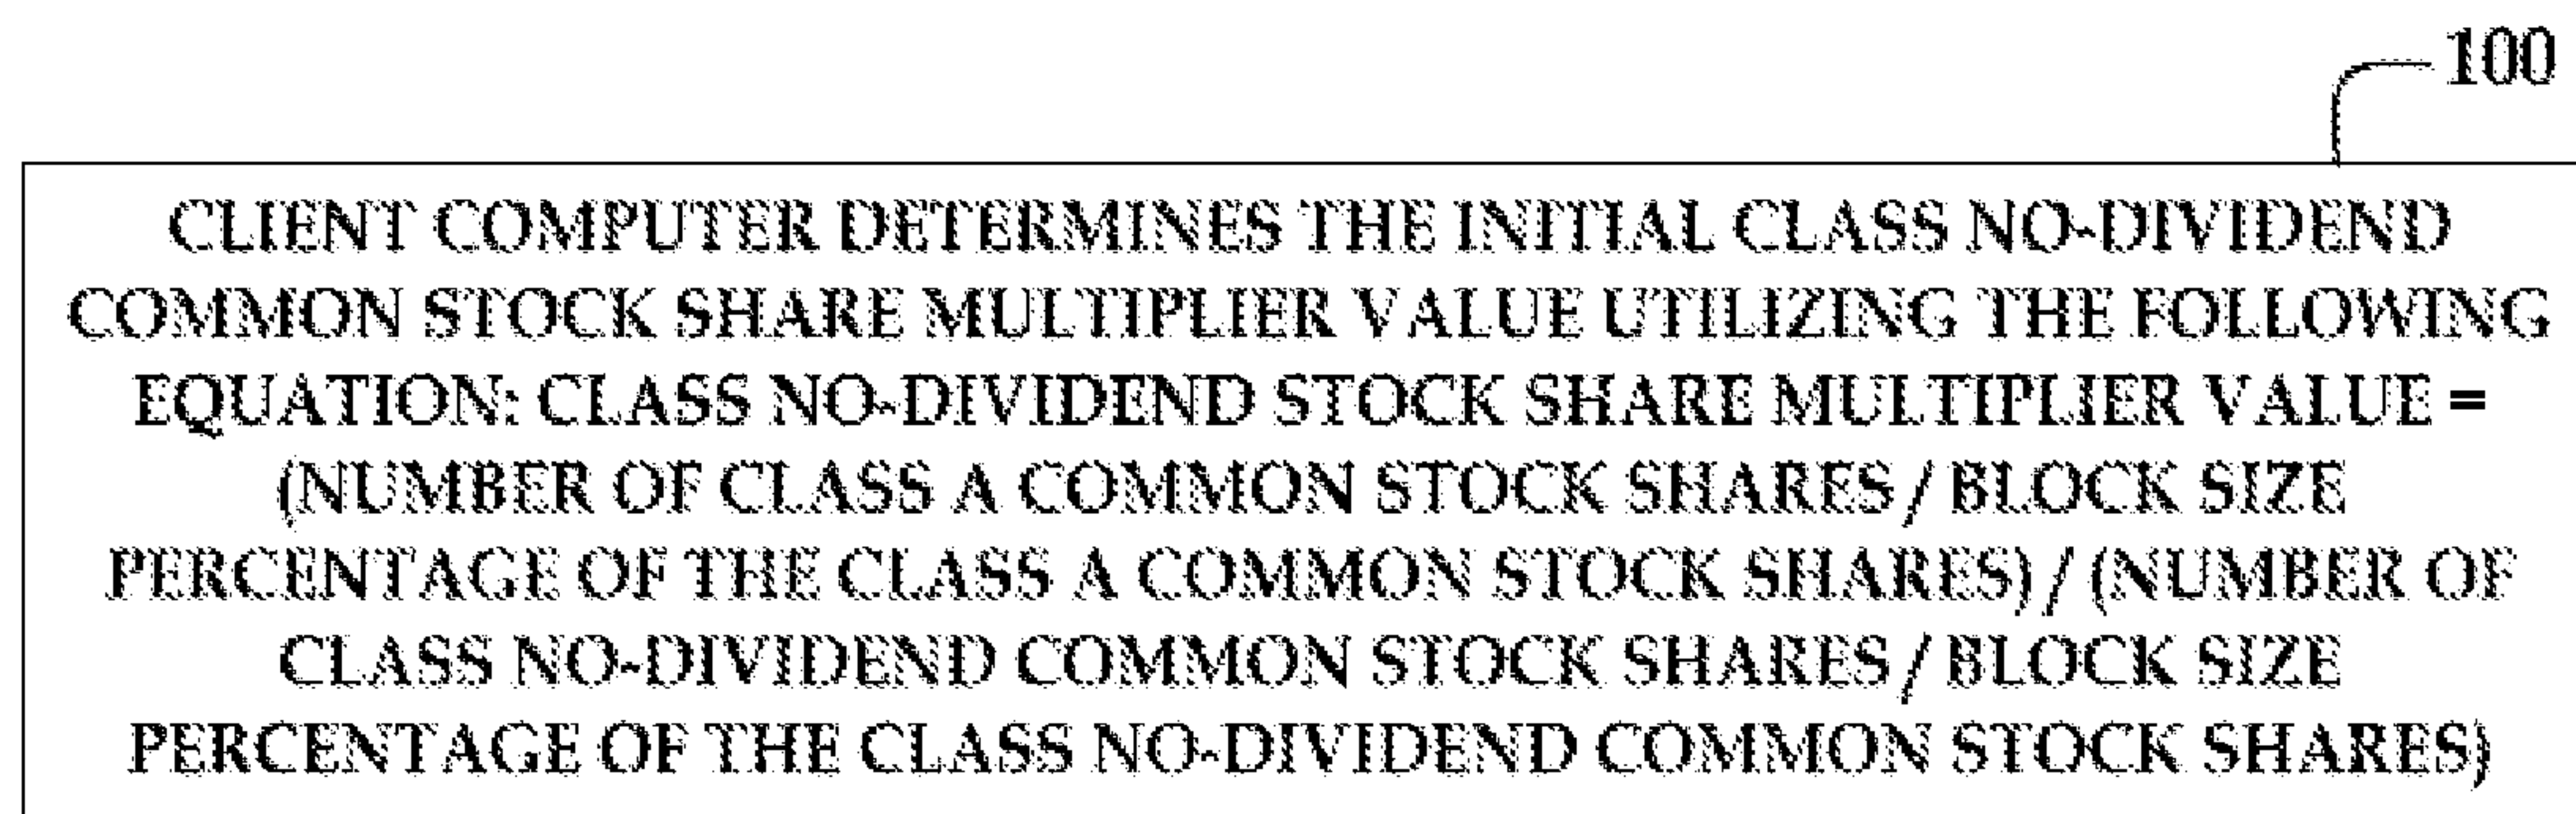 100
CLIENT COMPUTER DETERMINES THE INITIAL CLASS NO-DIVIDEND
COMMON STOCK SHARE MULTIPLIER VALUE UTILIZING THE FOLLOWING
EQUATION: CLASS NO-DIVIDEND STOCK SHARE MULTIPLIER VALUE =
(NUMBER OF CLASS A COMMON STOCK SHARES / BLOCK SIZE
PERCENTAGE OF THE CLASS A COMMON STOCK SHARES) / (NUMBER OF
CLASS NO-DIVIDEND COMMON STOCK SHARES / BLOCK SIZE
PERCENTAGE OF THE CLASS NO-DIVIDEND COMMON STOCK SHARES)